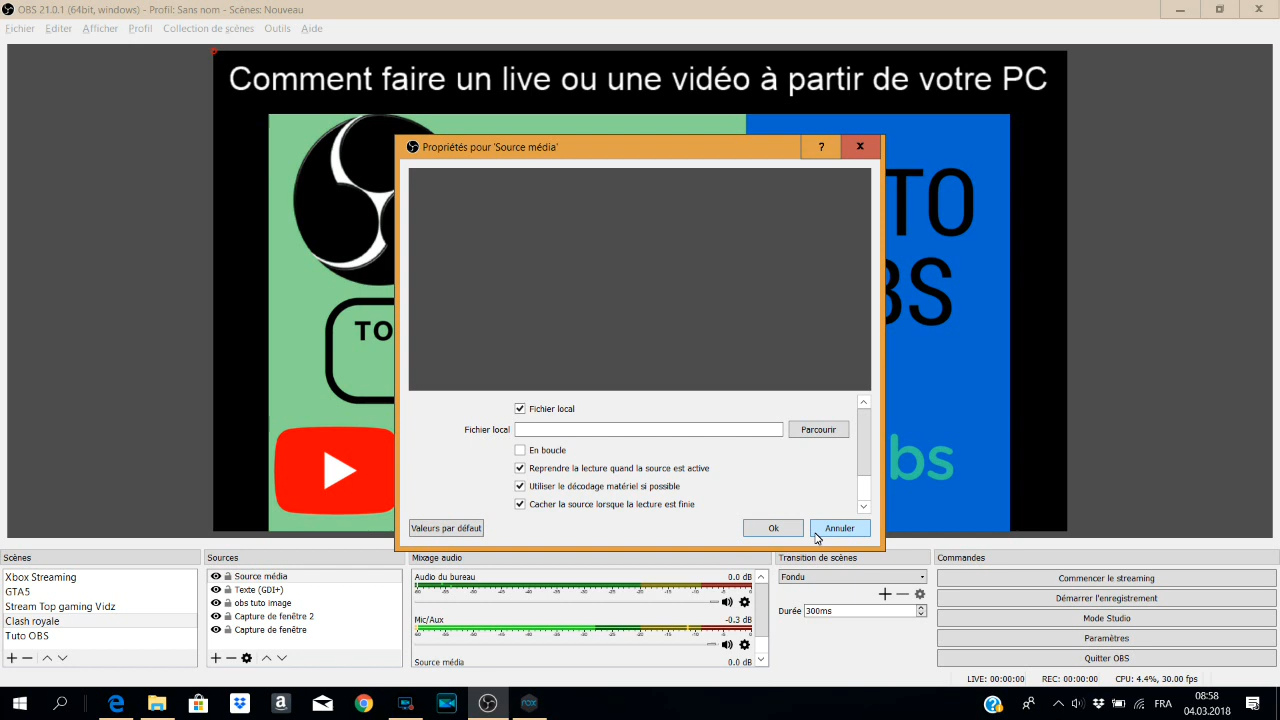 OBS 21.0.1 (64bit, windows) - Profil: Sans nom - Scènes: Nouveau
Fichier Editer Afficher Profil Collection de scènes Outils Aide
Comment faire un live ou une vidéo à partir de votre PC
TO
BS
TO
bs
Propriétés pour 'Source média'
?
Fichier local
Fichier local
Parcourir
En boucle
Reprendre la lecture quand la source est active
Utiliser le décodage matériel si possible
Cacher la source lorsque la lecture est finie
Valeurs par défaut
Ok
Annuler
Scènes
Xbox Streaming
GTA5
Stream Top gaming Vidz
Clash royale
Tuto OBS
Sources
Source média
Texte (GDI+)
obs tuto image
Capture de fenêtre 2
Capture de fenêtre
Mixage audio
Audio du bureau 0.0 dB
Mic/Aux -0.3 dB
Source média 0.0 dB
Transition de scènes
Fondu
Durée 300ms
Commandes
Commencer le streaming
Démarrer l'enregistrement
Mode Studio
Paramètres
Quitter OBS
LIVE: 00:00:00 REC: 00:00:00 CPU: 4.4%, 30.00 fps
FRA
08:58
04.03.2018